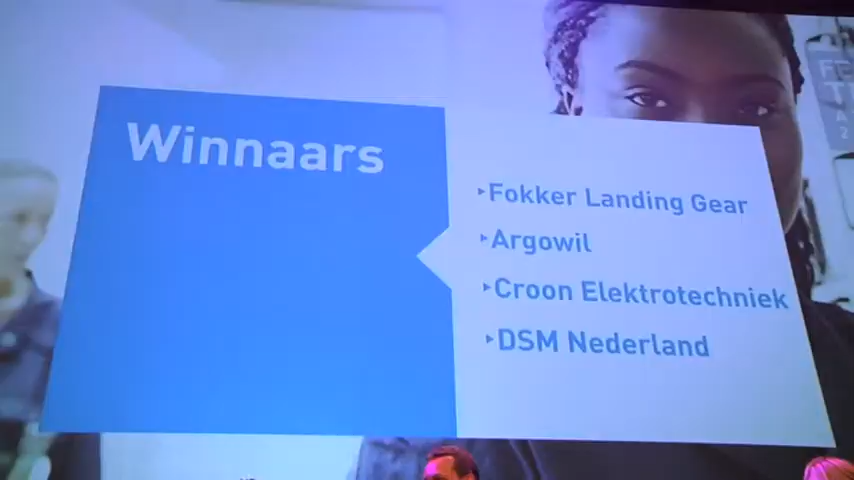 Winnaars
Fokker Landing Gear
Argowil
Croon Elektrotechniek
DSM Nederland